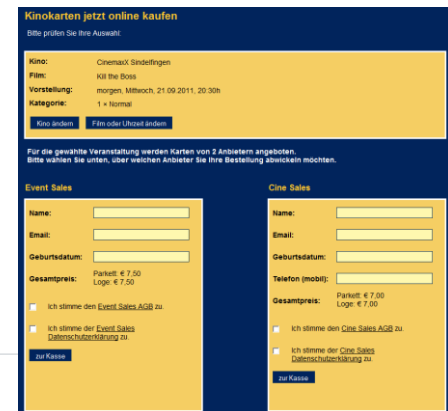 Kinokarten jetzt online kaufen
Bitte prüfen Sie Ihre Auswahl:
Kino: CinemaxX Sindelfingen
Film: Kill the Boss
Vorstellung: morgen, Mittwoch, 21.09.2011, 20:30h
Kategorie: 1 × Normal
Kino ändern Film oder Uhrzeit ändern
Für die gewählte Veranstaltung werden Karten von 2 Anbietern angeboten.
Bitte wählen Sie unten, über welchen Anbieter Sie Ihre Bestellung abwickeln möchten.
Event Sales
Name:
Email:
Geburtsdatum:
Gesamtpreis: Parkett: € 7,50
Loge: € 7,50
Ich stimme den Event Sales AGB zu.
Ich stimme der Event Sales
Datenschutzerklärung zu.
zur Kasse
Cine Sales
Name:
Email:
Geburtsdatum:
Telefon (mobil):
Gesamtpreis: Parkett: € 7,00
Loge: € 7,00
Ich stimme den Cine Sales AGB zu.
Ich stimme der Cine Sales
Datenschutzerklärung zu.
zur Kasse